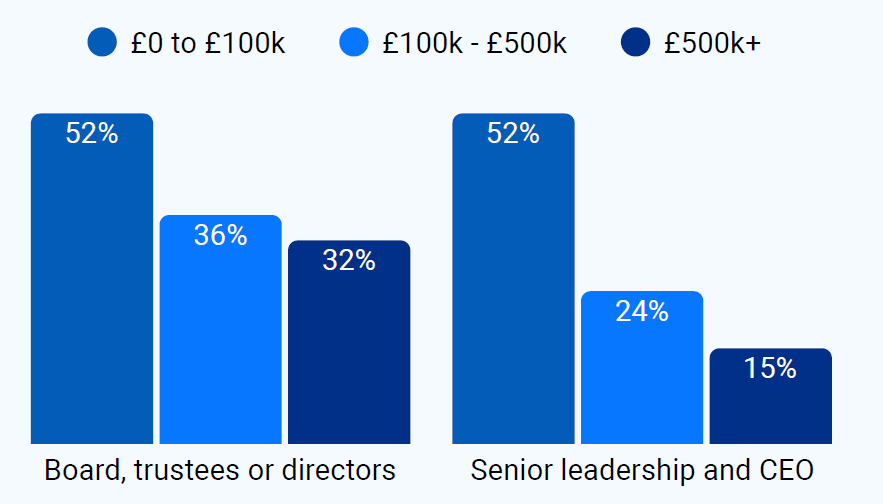 £0 to £100k £100k - £500k £500k+
52% 52%
36%
32%
24%
15%
Board, trustees or directors Senior leadership and CEO